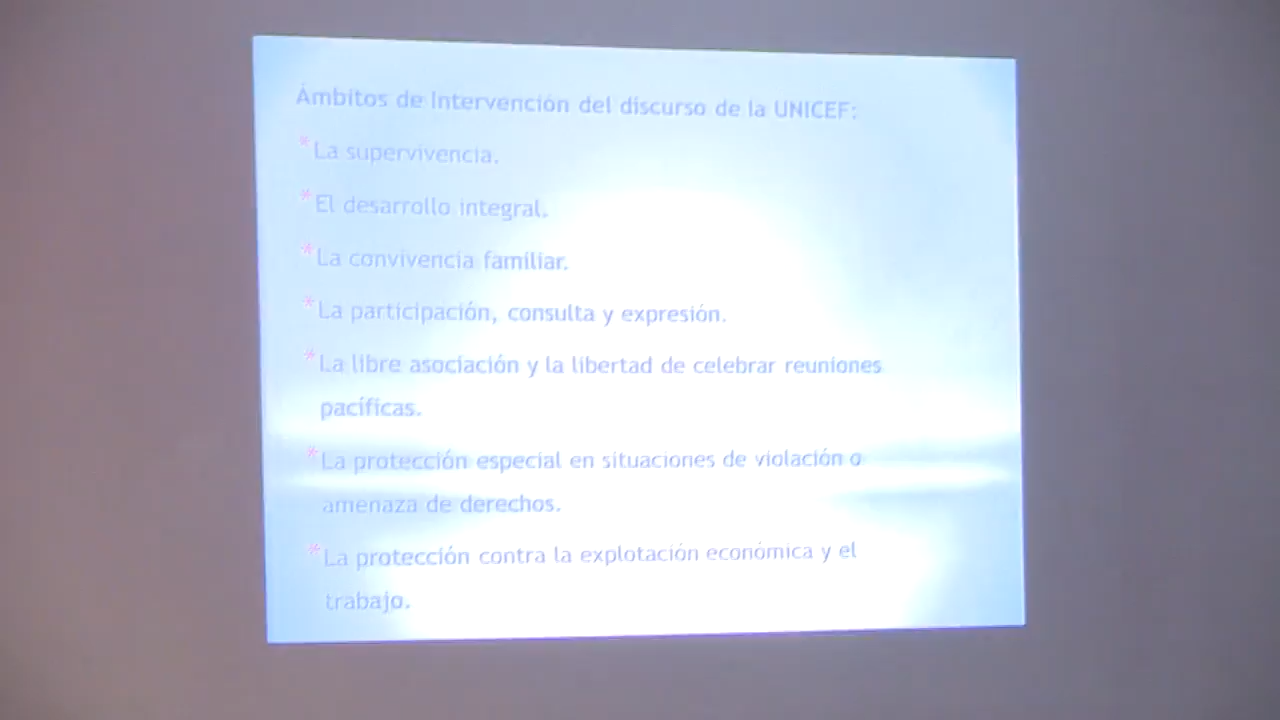 Ámbitos de Intervención del discurso de la UNICEF:
*La supervivencia.
*El desarrollo integral.
*La convivencia familiar.
*La participación, consulta y expresión.
*La libre asociación y la libertad de celebrar reuniones
pacíficas.
*La protección especial en situaciones de violación o
amenaza de derechos.
*La protección contra la explotación económica y el
trabajo.